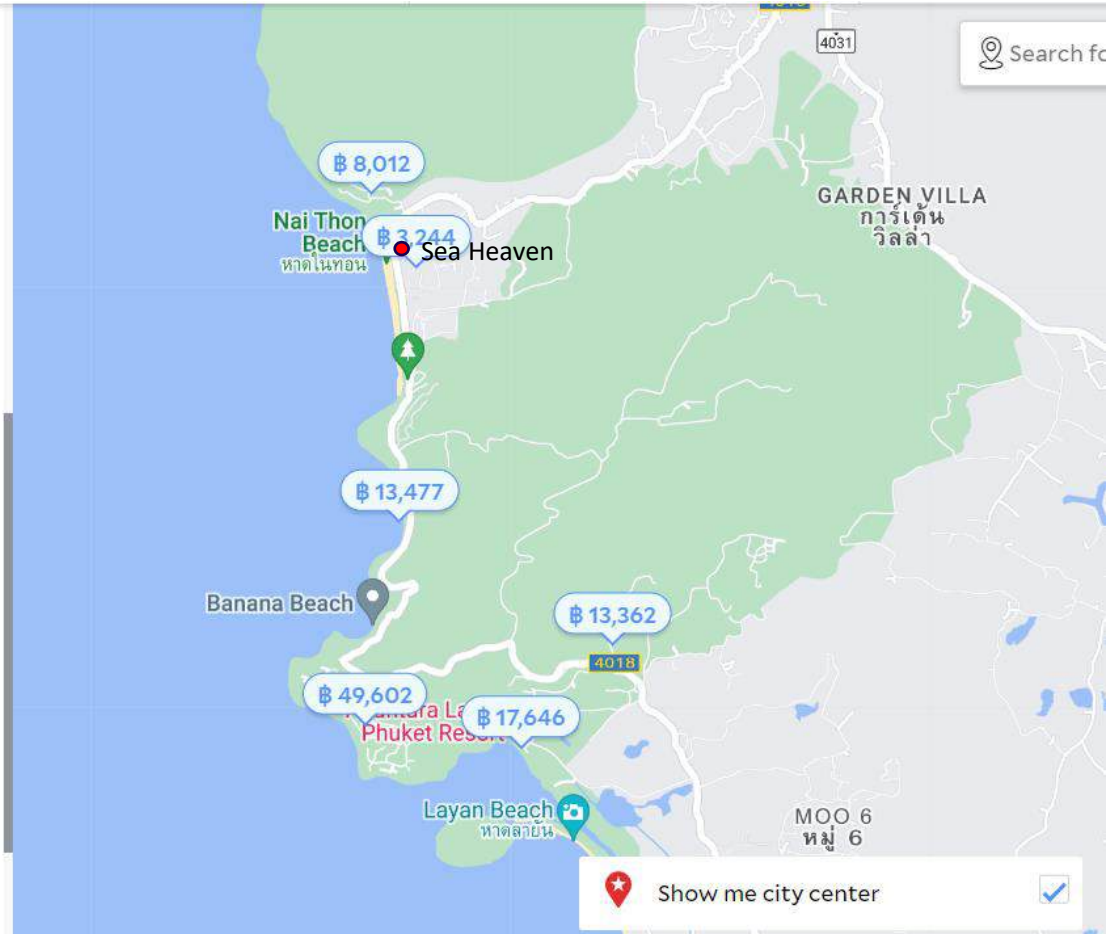 4031
Search fo
฿ 8,012
GARDEN VILLA
การ์เด้น
วิลล่า
Nai Thon
Beach
หาดในทอน
฿ 3,244
Sea Heaven
฿ 13,477
Banana Beach
฿ 13,362
4018
฿ 49,602
฿ 17,646
Phuket Resort
Layan Beach
หาดลายัน
MOO 6
หมู่ 6
Show me city center